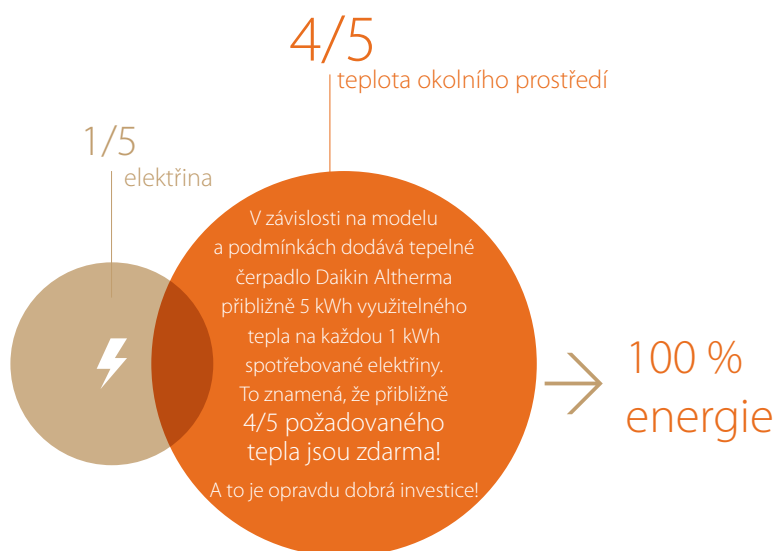 4/5
teplota okolního prostředí
1/5
elektřina
V závislosti na modelu
a podmínkách dodává tepelné
čerpadlo Daikin Altherma
přibližně 5 kWh využitelného
tepla na každou 1 kWh
spotřebované elektřiny.
To znamená, že přibližně
4/5 požadovaného
tepla jsou zdarma!
A to je opravdu dobrá investice!
100 %
energie